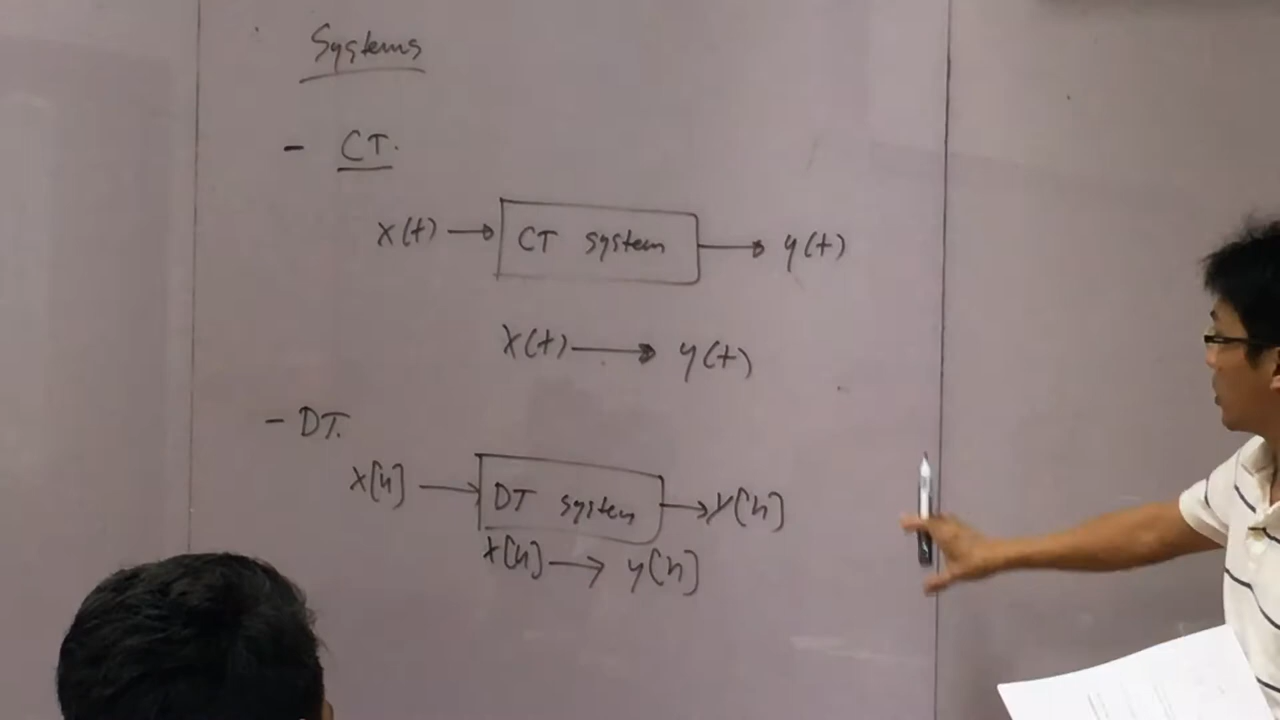 Systems
- CT.
x(t) → CT system → y(t)
x(t) → y(t)
- DT.
x[n] → DT system → y[n]
x[n] → y[n]